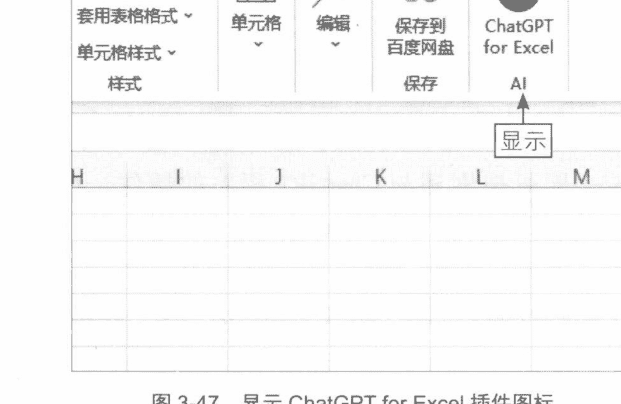 套用表格格式
单元格样式
样式
单元格
编辑
保存到
百度网盘
保存
ChatGPT
for Excel
AI
显示
H I J K L M
图 3-47 显示 ChatGPT for Excel 插件图标